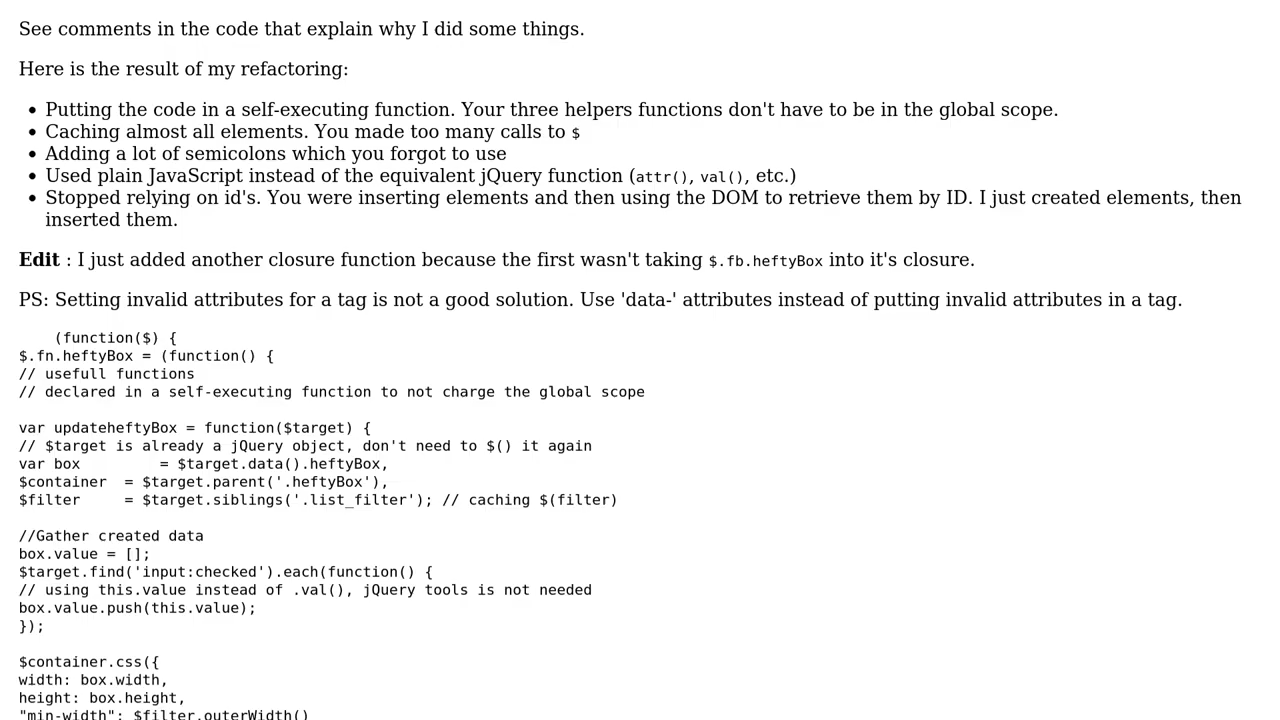 See comments in the code that explain why I did some things.
Here is the result of my refactoring:
• Putting the code in a self-executing function. Your three helpers functions don't have to be in the global scope.
• Caching almost all elements. You made too many calls to $
• Adding a lot of semicolons which you forgot to use
• Used plain JavaScript instead of the equivalent jQuery function (attr(), val(), etc.)
• Stopped relying on id's. You were inserting elements and then using the DOM to retrieve them by ID. I just created elements, then
inserted them.
Edit : I just added another closure function because the first wasn't taking $.fb.heftyBox into it's closure.
PS: Setting invalid attributes for a tag is not a good solution. Use 'data-' attributes instead of putting invalid attributes in a tag.
(function($) {
$.fn.heftyBox = (function() {
// usefull functions
// declared in a self-executing function to not charge the global scope
var updateheftyBox = function($target) {
// $target is already a jQuery object, don't need to $() it again
var box         = $target.data().heftyBox,
$container  = $target.parent('.heftyBox'),
$filter     = $target.siblings('.list_filter'); // caching $(filter)
//Gather created data
box.value = [];
$target.find('input:checked').each(function() {
// using this.value instead of .val(), jQuery tools is not needed
box.value.push(this.value);
});
$container.css({
width: box.width,
height: box.height,
"min-width": $filter.outerWidth()